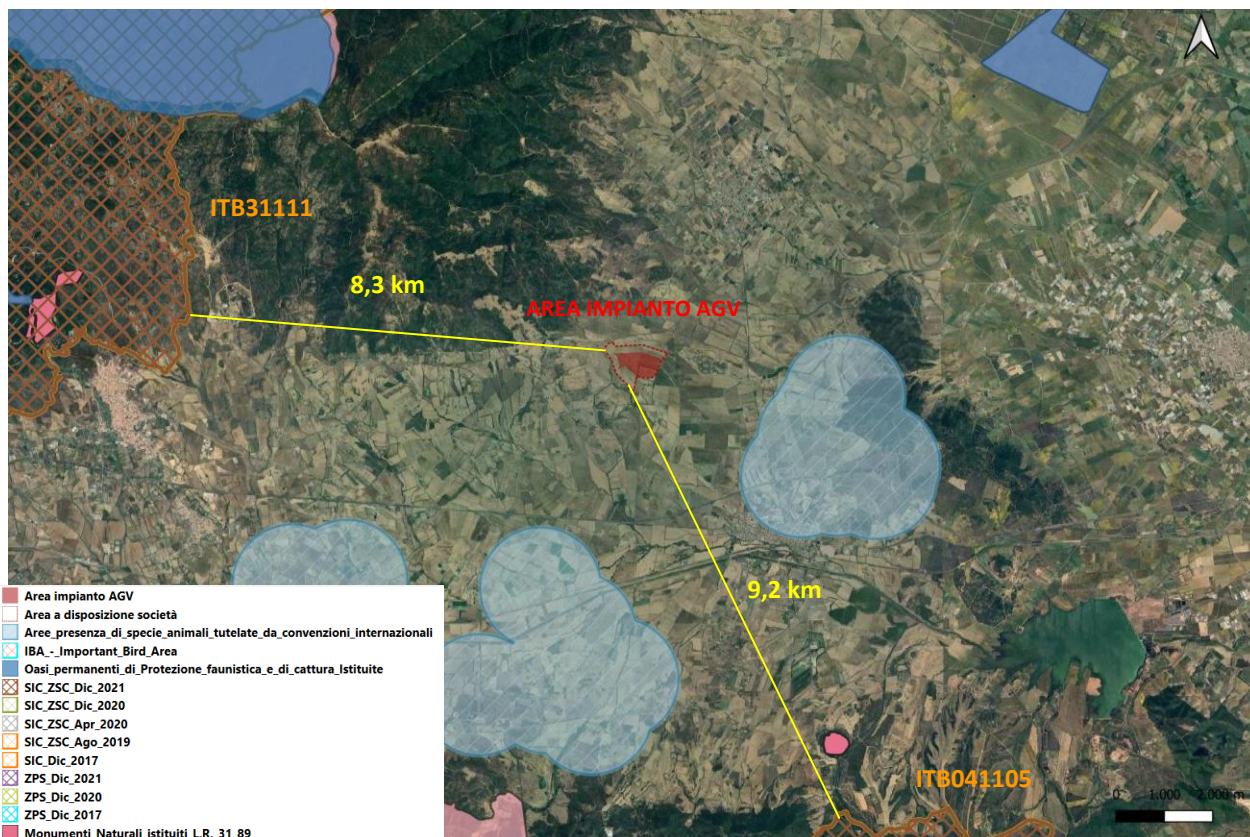 ITB31111
8,3 km
AREA IMPIANTO AGV
9,2 km
ITB041105
0 1.000 2.000 m
Area impianto AGV
Area a disposizione società
Aree_presenza_di_specie_animali_tutelate_da_convenzioni_internazionali
IBA_-_Important_Bird_Area
Oasi_permanenti_di_Protezione_faunistica_e_di_cattura_Istituite
SIC_ZSC_Dic_2021
SIC_ZSC_Dic_2020
SIC_ZSC_Apr_2020
SIC_ZSC_Ago_2019
SIC_Dic_2017
ZPS_Dic_2021
ZPS_Dic_2020
ZPS_Dic_2017
Monumenti_Naturali_istituiti_L.R._31_89